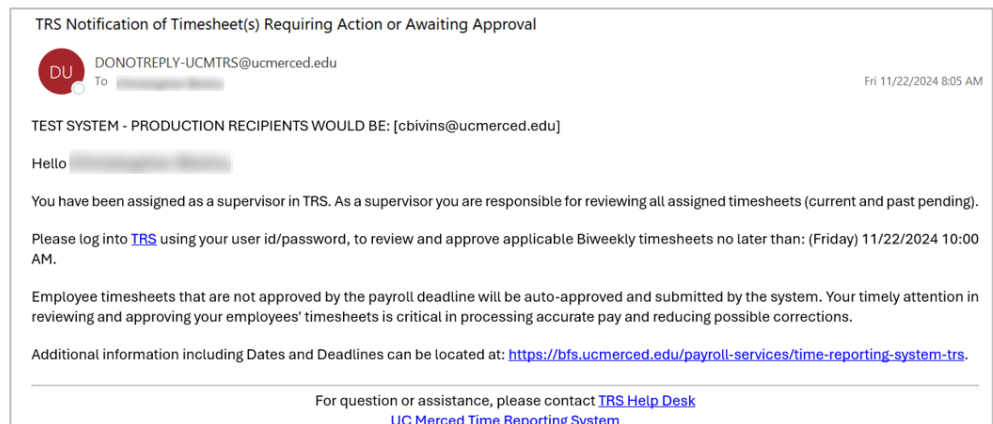 TRS Notification of Timesheet(s) Requiring Action or Awaiting Approval
DU
DONOTREPLY-UCMTRS@ucmerced.edu
To
Fri 11/22/2024 8:05 AM
TEST SYSTEM - PRODUCTION RECIPIENTS WOULD BE: [cbivins@ucmerced.edu]
Hello
You have been assigned as a supervisor in TRS. As a supervisor you are responsible for reviewing all assigned timesheets (current and past pending).
Please log into TRS using your user id/password, to review and approve applicable Biweekly timesheets no later than: (Friday) 11/22/2024 10:00
AM.
Employee timesheets that are not approved by the payroll deadline will be auto-approved and submitted by the system. Your timely attention in
reviewing and approving your employees' timesheets is critical in processing accurate pay and reducing possible corrections.
Additional information including Dates and Deadlines can be located at: https://bfs.ucmerced.edu/payroll-services/time-reporting-system-trs.
For question or assistance, please contact TRS Help Desk
UC Merced Time Reporting System